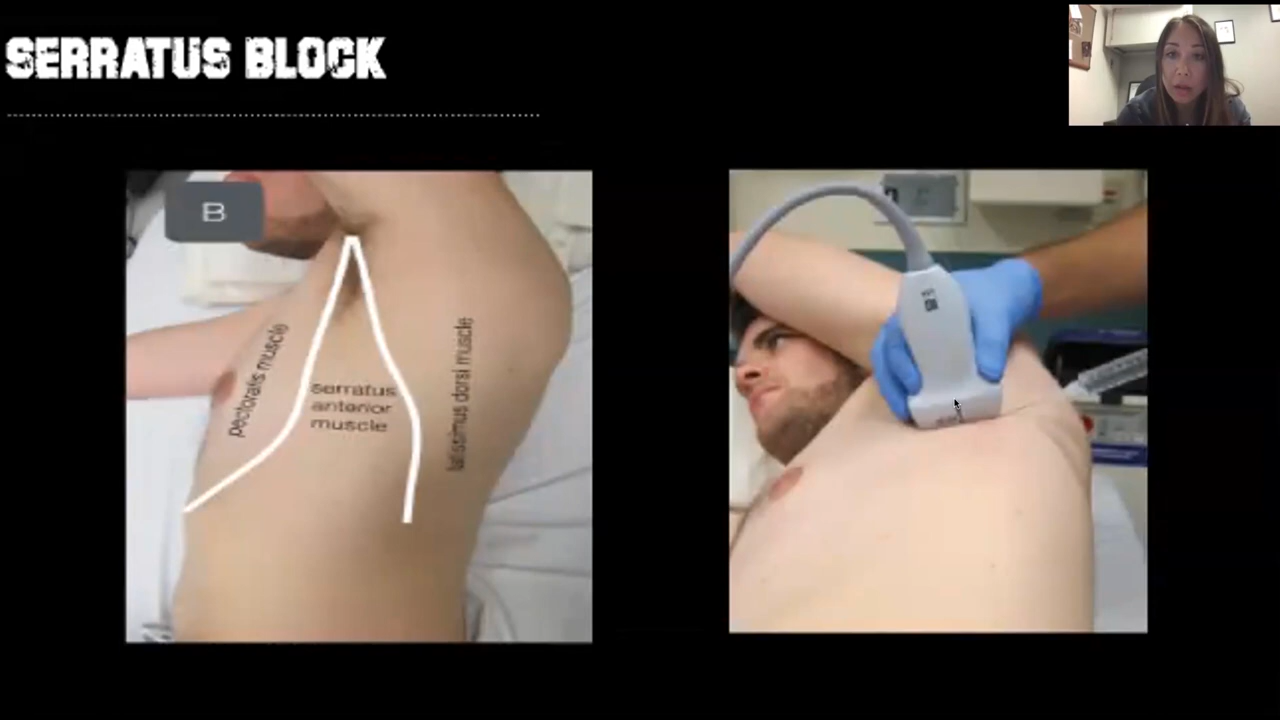 SERRATUS BLOCK
B
pectoralis muscle
serratus
anterior
muscle
latissimus dorsi muscle